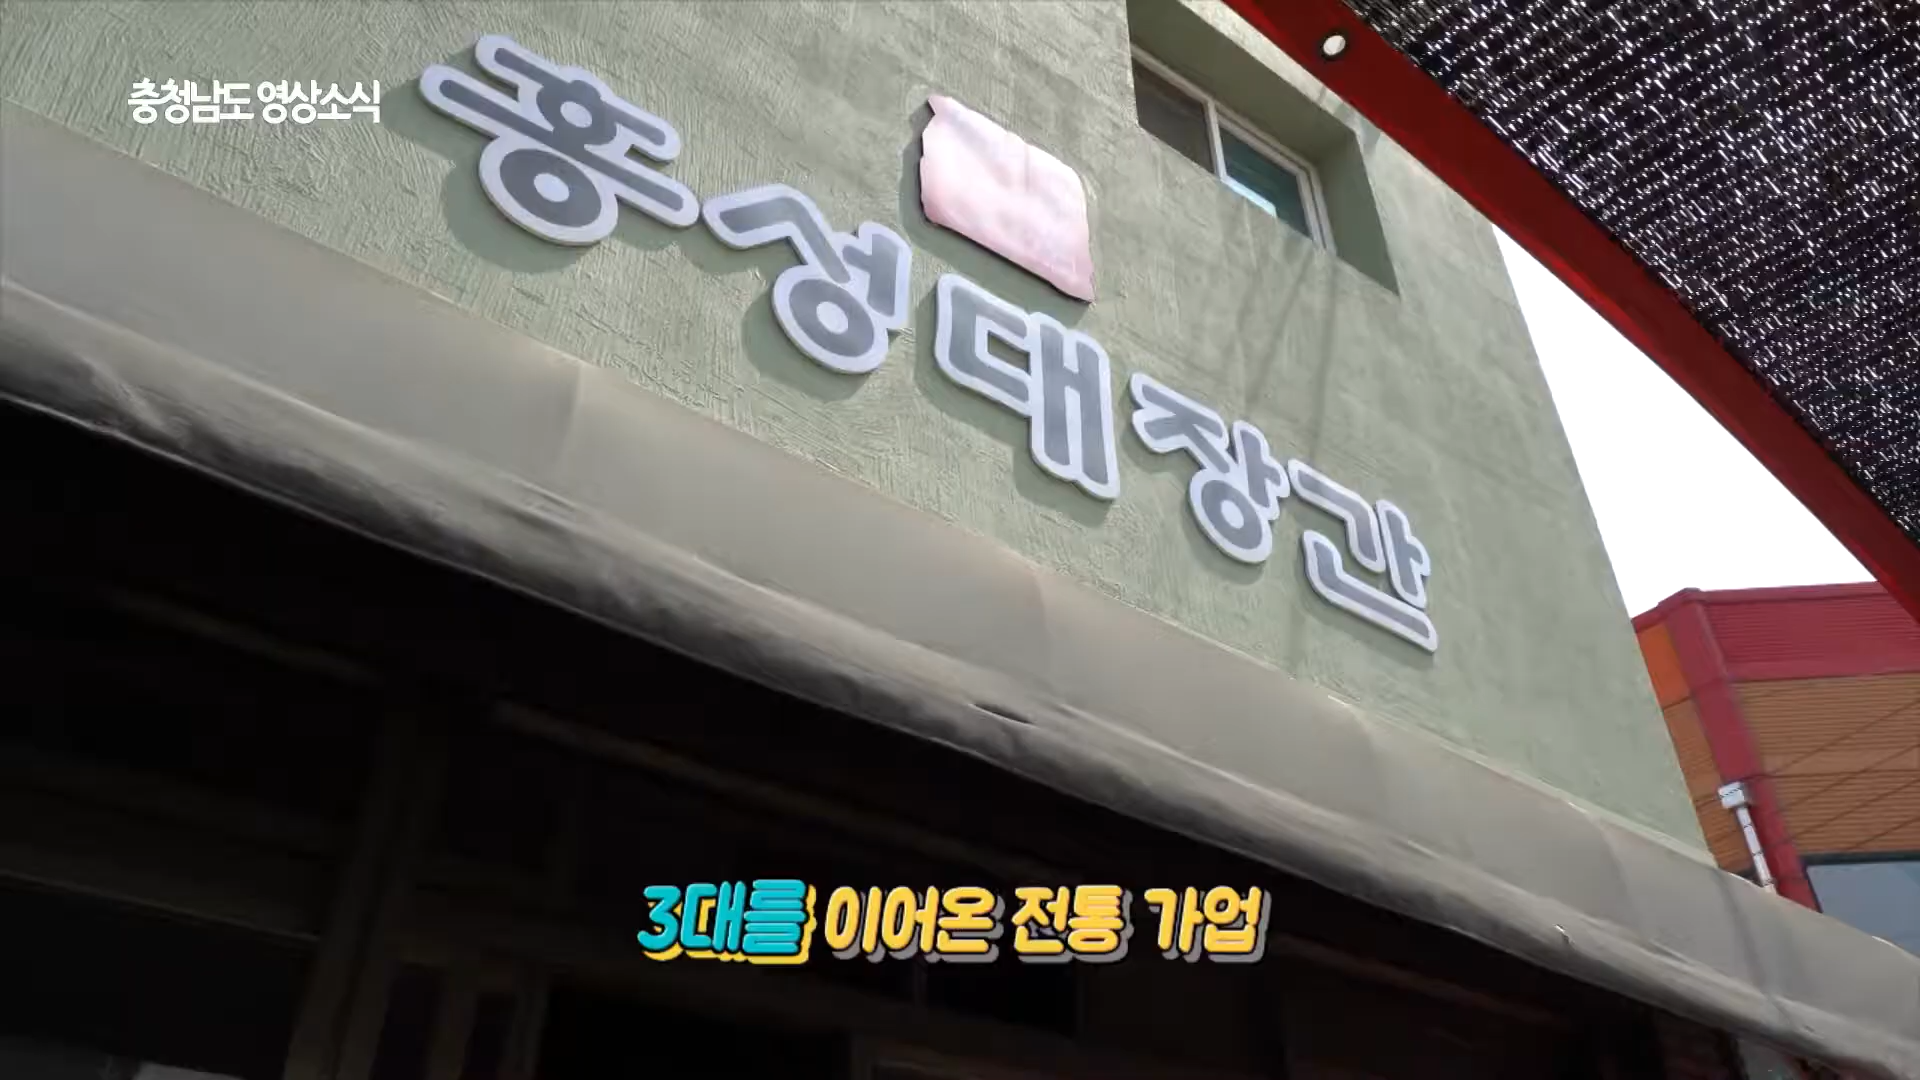 충청남도 영상소식
홍성대장간
3대를 이어온 전통 가업